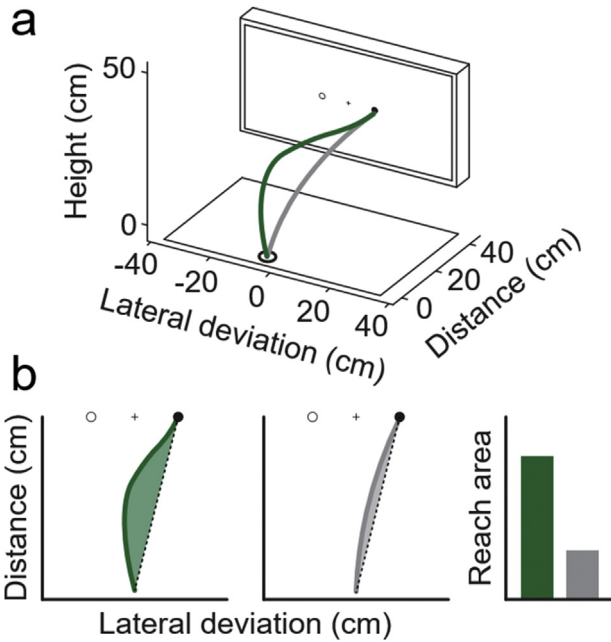 a
50
Height (cm)
0
-40
-20
0
20
40
Lateral deviation (cm)
0
20
40
Distance (cm)
b
Distance (cm)
Lateral deviation (cm)
Reach area